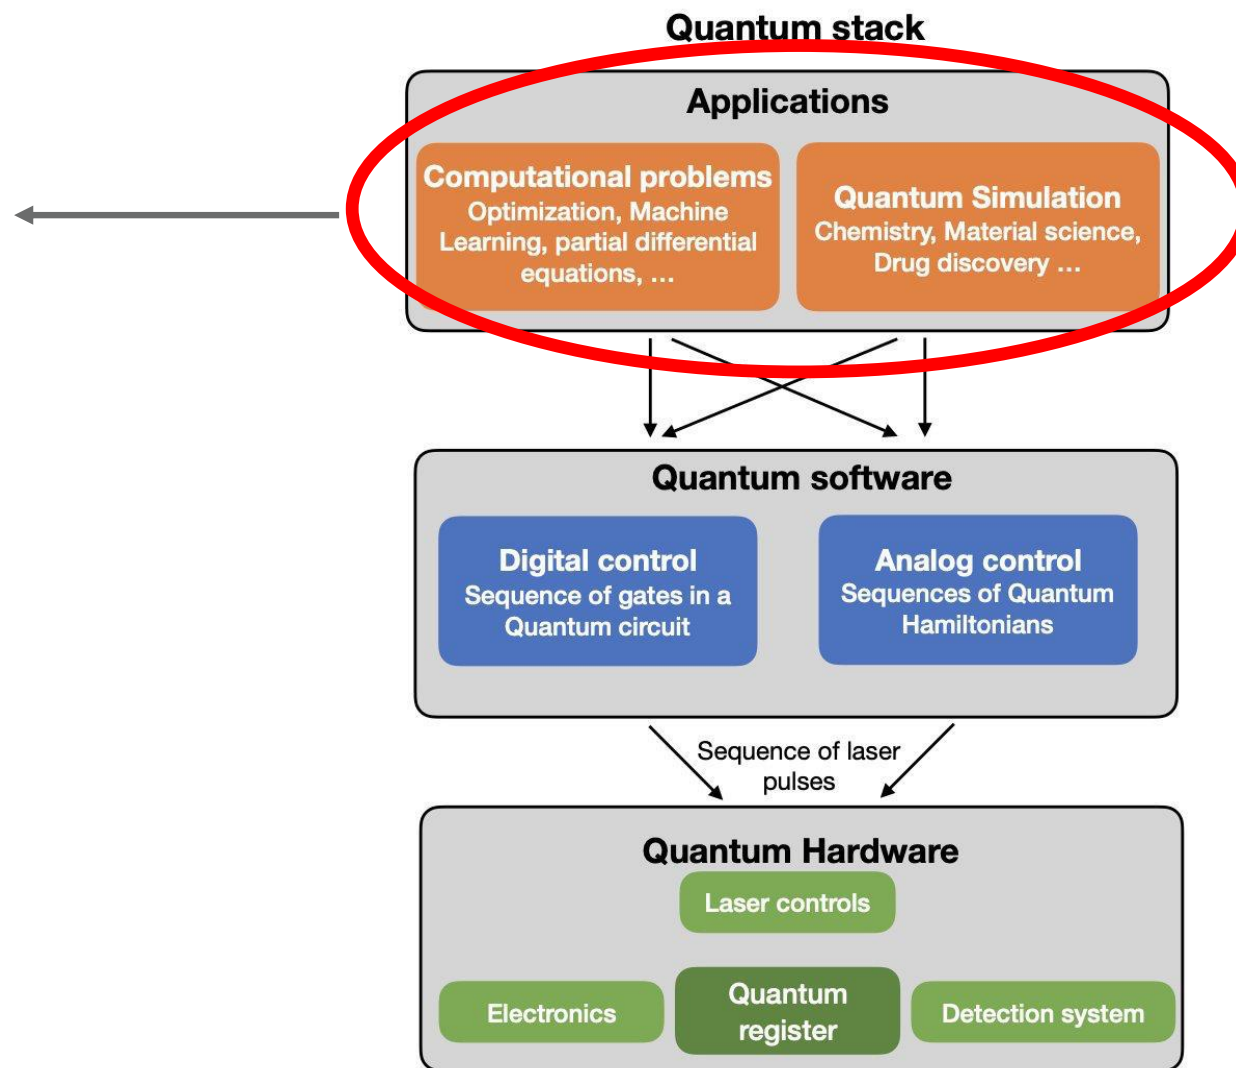 Quantum stack
Applications
Computational problems
Optimization, Machine
Learning, partial differential
equations, ...
Quantum Simulation
Chemistry, Material science,
Drug discovery ...
Quantum software
Digital control
Sequence of gates in a
Quantum circuit
Analog control
Sequences of Quantum
Hamiltonians
Sequence of laser
pulses
Quantum Hardware
Laser controls
Electronics
Quantum
register
Detection system